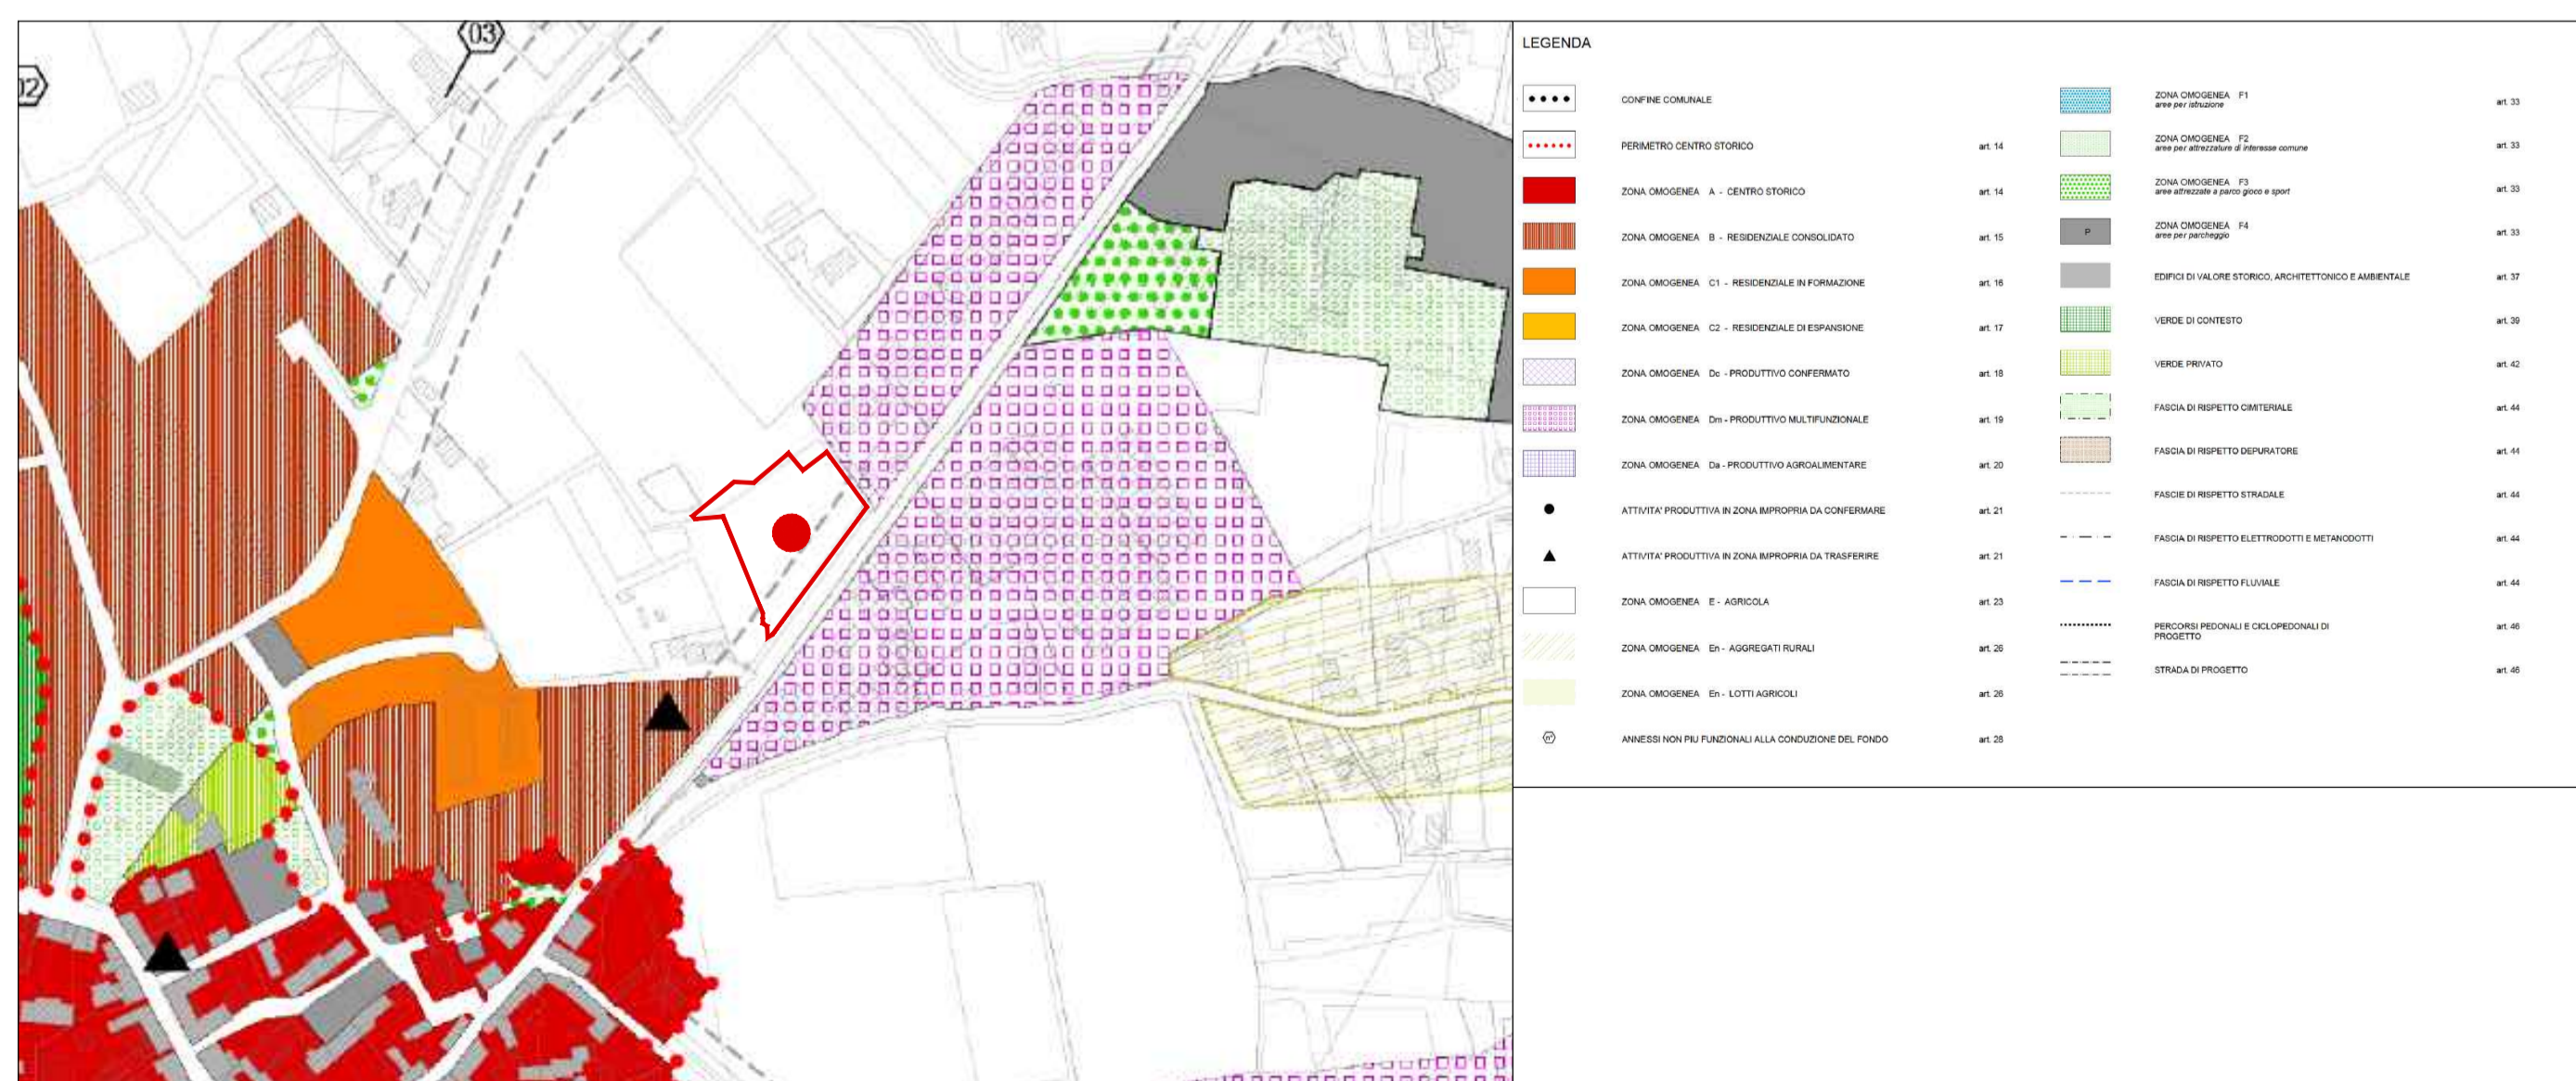 03
02
LEGENDA
CONFINE COMUNALE
PERIMETRO CENTRO STORICO art. 14
ZONA OMOGENEA A - CENTRO STORICO art. 14
ZONA OMOGENEA B - RESIDENZIALE CONSOLIDATO art. 15
ZONA OMOGENEA C1 - RESIDENZIALE IN FORMAZIONE art. 16
ZONA OMOGENEA C2 - RESIDENZIALE DI ESPANSIONE art. 17
ZONA OMOGENEA Dc - PRODUTTIVO CONFERMATO art. 18
ZONA OMOGENEA Dm - PRODUTTIVO MULTIFUNZIONALE art. 19
ZONA OMOGENEA Da - PRODUTTIVO AGROALIMENTARE art. 20
ATTIVITA' PRODUTTIVA IN ZONA IMPROPRIA DA CONFERMARE art. 21
ATTIVITA' PRODUTTIVA IN ZONA IMPROPRIA DA TRASFERIRE art. 21
ZONA OMOGENEA E - AGRICOLA art. 23
ZONA OMOGENEA En - AGGREGATI RURALI art. 26
ZONA OMOGENEA En - LOTTI AGRICOLI art. 26
n° ANNESSI NON PIU FUNZIONALI ALLA CONDUZIONE DEL FONDO art. 28
ZONA OMOGENEA F1
aree per istruzione art. 33
ZONA OMOGENEA F2
aree per attrezzature di interesse comune art. 33
ZONA OMOGENEA F3
aree attrezzate a parco gioco e sport art. 33
P ZONA OMOGENEA F4
aree per parcheggio art. 33
EDIFICI DI VALORE STORICO, ARCHITETTONICO E AMBIENTALE art. 37
VERDE DI CONTESTO art. 39
VERDE PRIVATO art. 42
FASCIA DI RISPETTO CIMITERIALE art. 44
FASCIA DI RISPETTO DEPURATORE art. 44
FASCIE DI RISPETTO STRADALE art. 44
FASCIA DI RISPETTO ELETTRODOTTI E METANODOTTI art. 44
FASCIA DI RISPETTO FLUVIALE art. 44
PERCORSI PEDONALI E CICLOPEDONALI DI
PROGETTO art. 46
STRADA DI PROGETTO art. 46